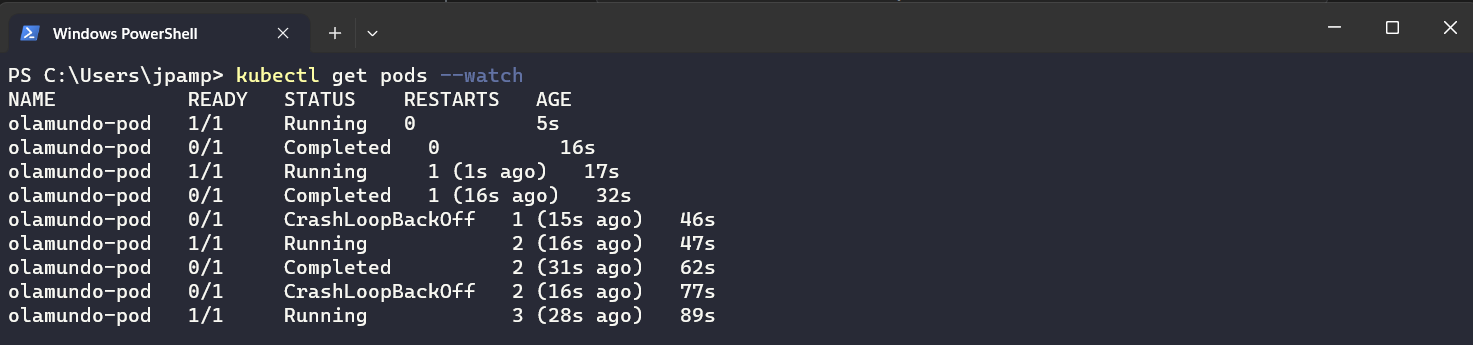 Windows PowerShell
PS C:\Users\jpamp> kubectl get pods --watch
NAME           READY   STATUS    RESTARTS   AGE
olamundo-pod   1/1     Running   0          5s
olamundo-pod   0/1     Completed   0          16s
olamundo-pod   1/1     Running     1 (1s ago)   17s
olamundo-pod   0/1     Completed   1 (16s ago)   32s
olamundo-pod   0/1     CrashLoopBackOff   1 (15s ago)   46s
olamundo-pod   1/1     Running            2 (16s ago)   47s
olamundo-pod   0/1     Completed          2 (31s ago)   62s
olamundo-pod   0/1     CrashLoopBackOff   2 (16s ago)   77s
olamundo-pod   1/1     Running            3 (28s ago)   89s